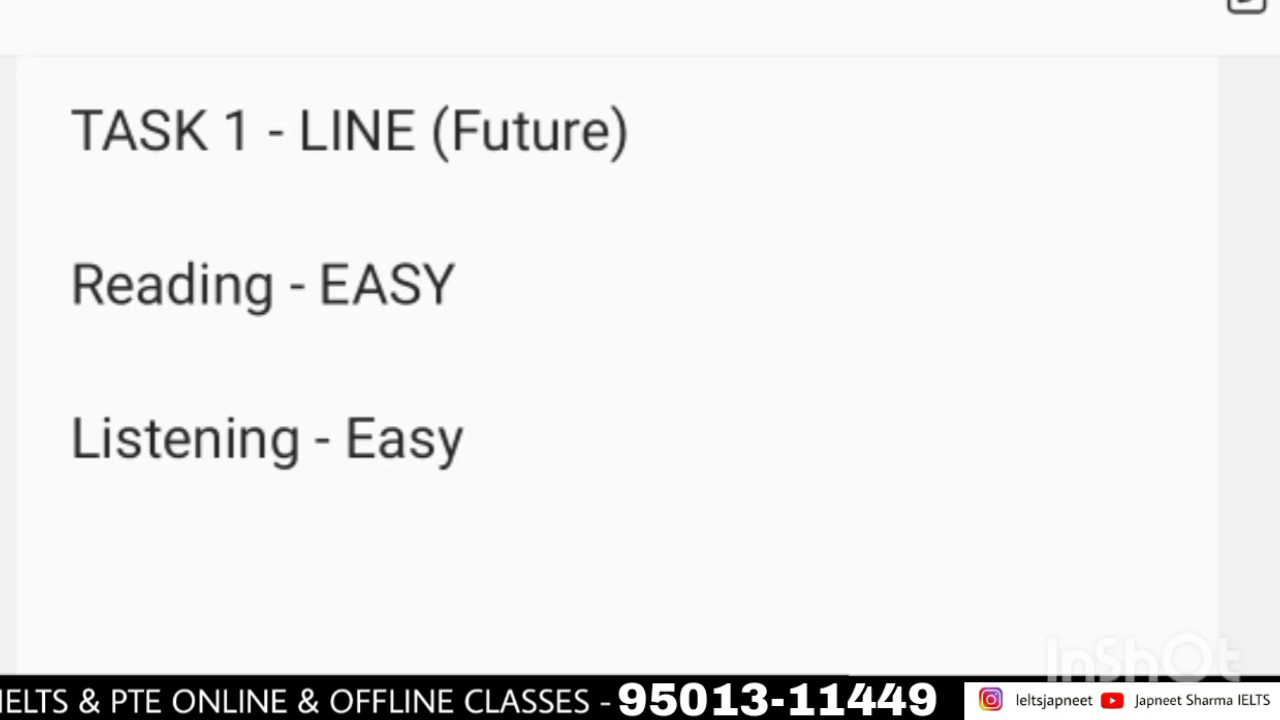 TASK 1 - LINE (Future)
Reading - EASY
Listening - Easy
InShOt
IELTS & PTE ONLINE & OFFLINE CLASSES - 95013-11449
Ieltsjapneet
Japneet Sharma IELTS